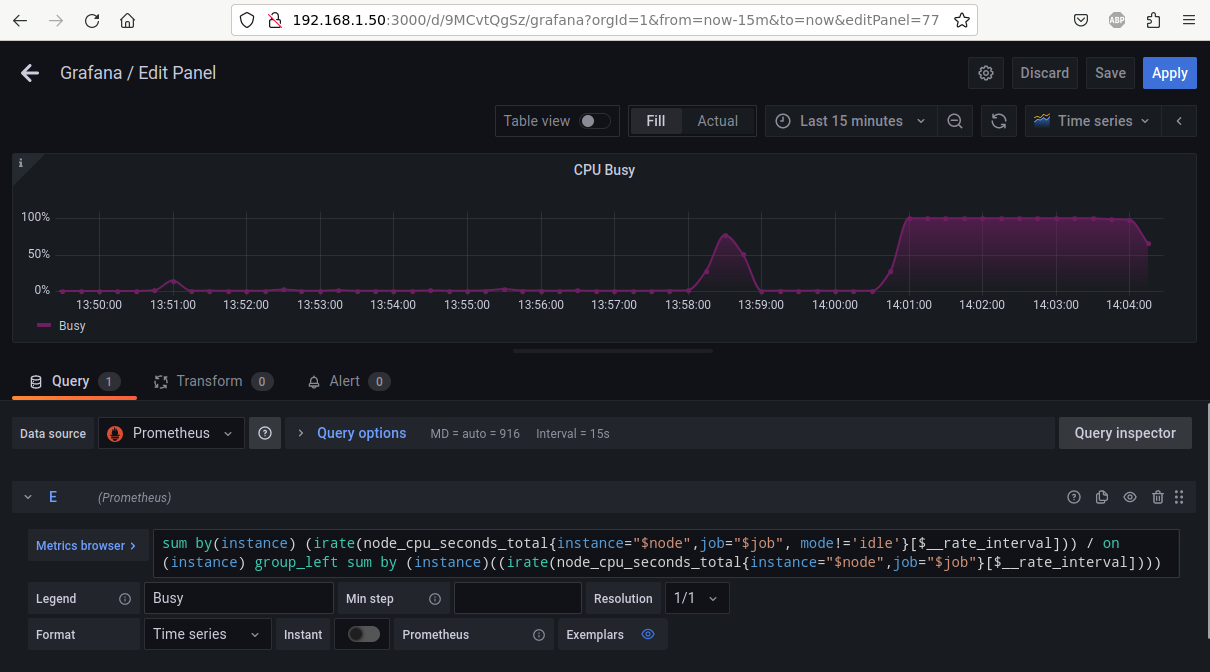 192.168.1.50:3000/d/9MCvtQgSz/grafana?orgId=1&from=now-15m&to=now&editPanel=77
ABP
Grafana / Edit Panel
Discard
Save
Apply
Table view
Fill
Actual
Last 15 minutes
Time series
i
CPU Busy
100%
50%
0%
13:50:00 13:51:00 13:52:00 13:53:00 13:54:00 13:55:00 13:56:00 13:57:00 13:58:00 13:59:00 14:00:00 14:01:00 14:02:00 14:03:00 14:04:00
Busy
Query 1
Transform 0
Alert 0
Data source
Prometheus
Query options
MD = auto = 916
Interval = 15s
Query inspector
E
(Prometheus)
Metrics browser >
sum by(instance) (irate(node_cpu_seconds_total{instance="$node",job="$job", mode!='idle'}[$__rate_interval])) / on
(instance) group_left sum by (instance)((irate(node_cpu_seconds_total{instance="$node",job="$job"}[$__rate_interval])))
Legend
Busy
Min step
Resolution
1/1
Format
Time series
Instant
Prometheus
Exemplars